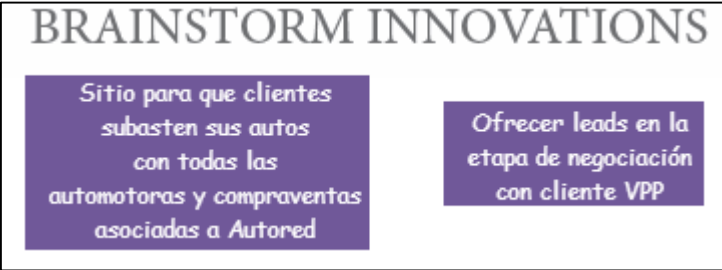 BRAINSTORM INNOVATIONS
Sitio para que clientes
subasten sus autos
con todas las
automotoras y compraventas
asociadas a Autored
Ofrecer leads en la
etapa de negociación
con cliente VPP